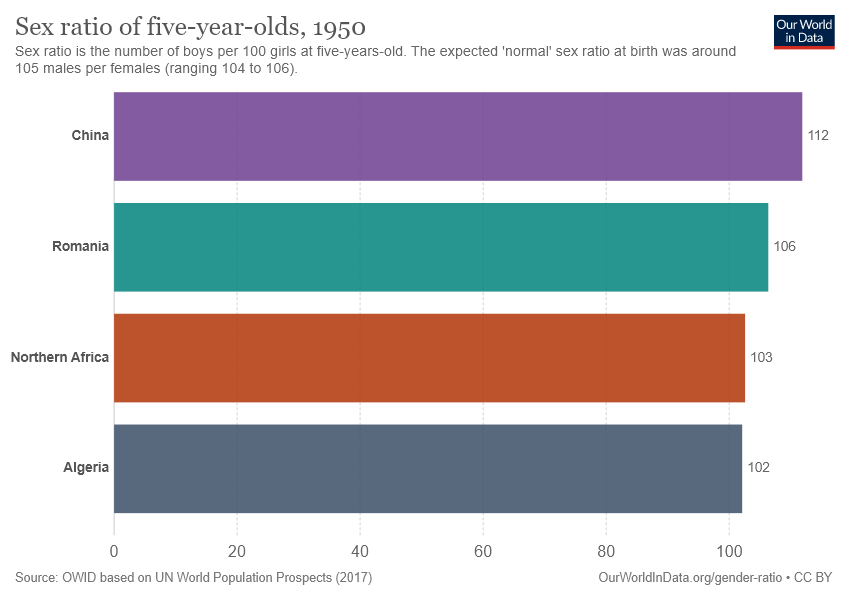 Sex ratio of five-year-olds, 1950
Our World
in Data
Sex ratio is the number of boys per 100 girls at five-years-old. The expected 'normal' sex ratio at birth was around
105 males per females (ranging 104 to 106).
China
112
Romania
106
Northern Africa
103
Algeria
102
0 20 40 60 80 100
Source: OWID based on UN World Population Prospects (2017)
OurWorldInData.org/gender-ratio • CC BY